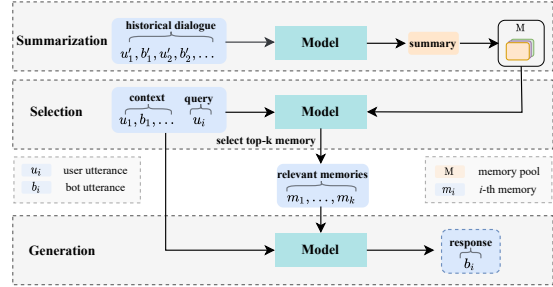 historical dialogue
Summarization
u′₁, b′₁, u′₂, b′₂, . . .
Model
summary
M
Selection
context
query
u₁, b₁, . . .
uᵢ
Model
select top-k memory
uᵢ user utterance
bᵢ bot utterance
relevant memories
m₁, . . . , mₖ
M memory pool
mᵢ i-th memory
Generation
Model
response
bᵢ